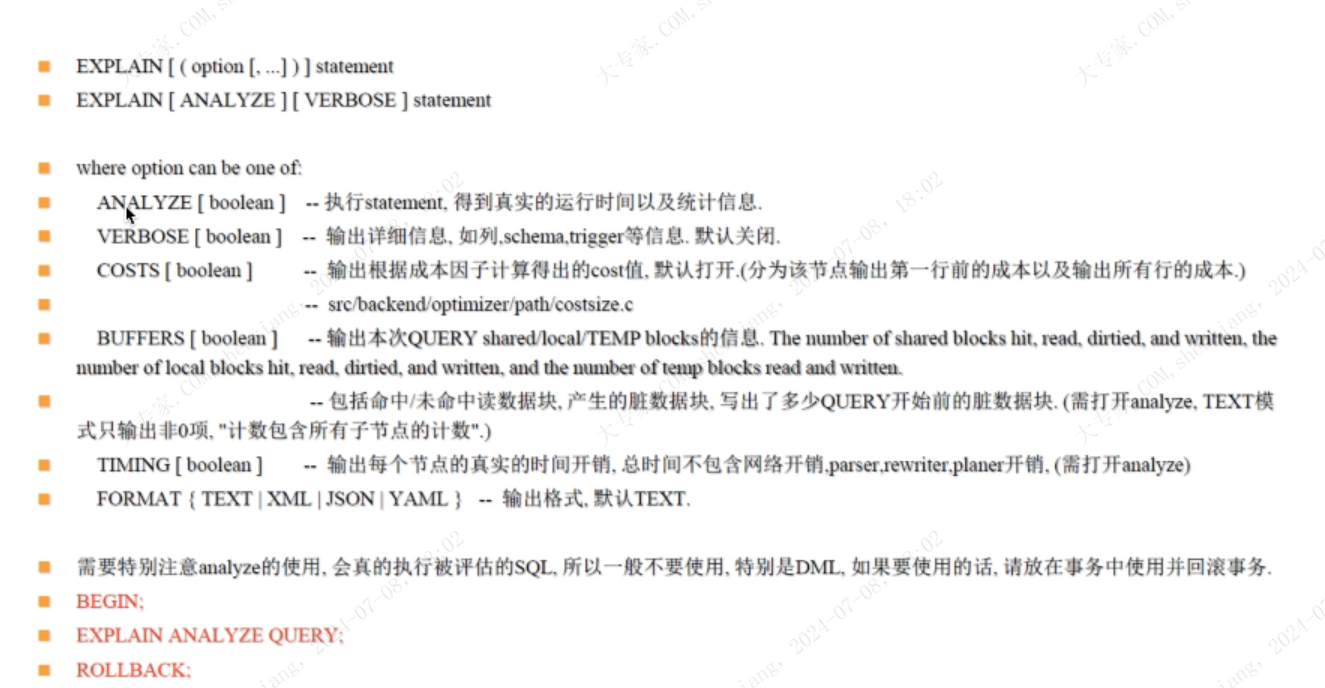 EXPLAIN [ ( option [, ...] ) ] statement
EXPLAIN [ ANALYZE ] [ VERBOSE ] statement
where option can be one of:
ANALYZE [ boolean ] -- 执行statement, 得到真实的运行时间以及统计信息.
VERBOSE [ boolean ] -- 输出详细信息, 如列,schema,trigger等信息. 默认关闭.
COSTS [ boolean ] -- 输出根据成本因子计算得出的cost值, 默认打开.(分为该节点输出第一行前的成本以及输出所有行的成本.)
-- src/backend/optimizer/path/costsize.c
BUFFERS [ boolean ] -- 输出本次QUERY shared/local/TEMP blocks的信息. The number of shared blocks hit, read, dirtied, and written, the
number of local blocks hit, read, dirtied, and written, and the number of temp blocks read and written.
-- 包括命中/未命中读数据块, 产生的脏数据块, 写出了多少QUERY开始前的脏数据块. (需打开analyze, TEXT模
式只输出非0项, "计数包含所有子节点的计数".)
TIMING [ boolean ] -- 输出每个节点的真实的时间开销, 总时间不包含网络开销,parser,rewriter,planer开销, (需打开analyze)
FORMAT { TEXT | XML | JSON | YAML } -- 输出格式, 默认TEXT.
需要特别注意analyze的使用, 会真的执行被评估的SQL, 所以一般不要使用, 特别是DML, 如果要使用的话, 请放在事务中使用并回滚事务.
BEGIN;
EXPLAIN ANALYZE QUERY;
ROLLBACK;